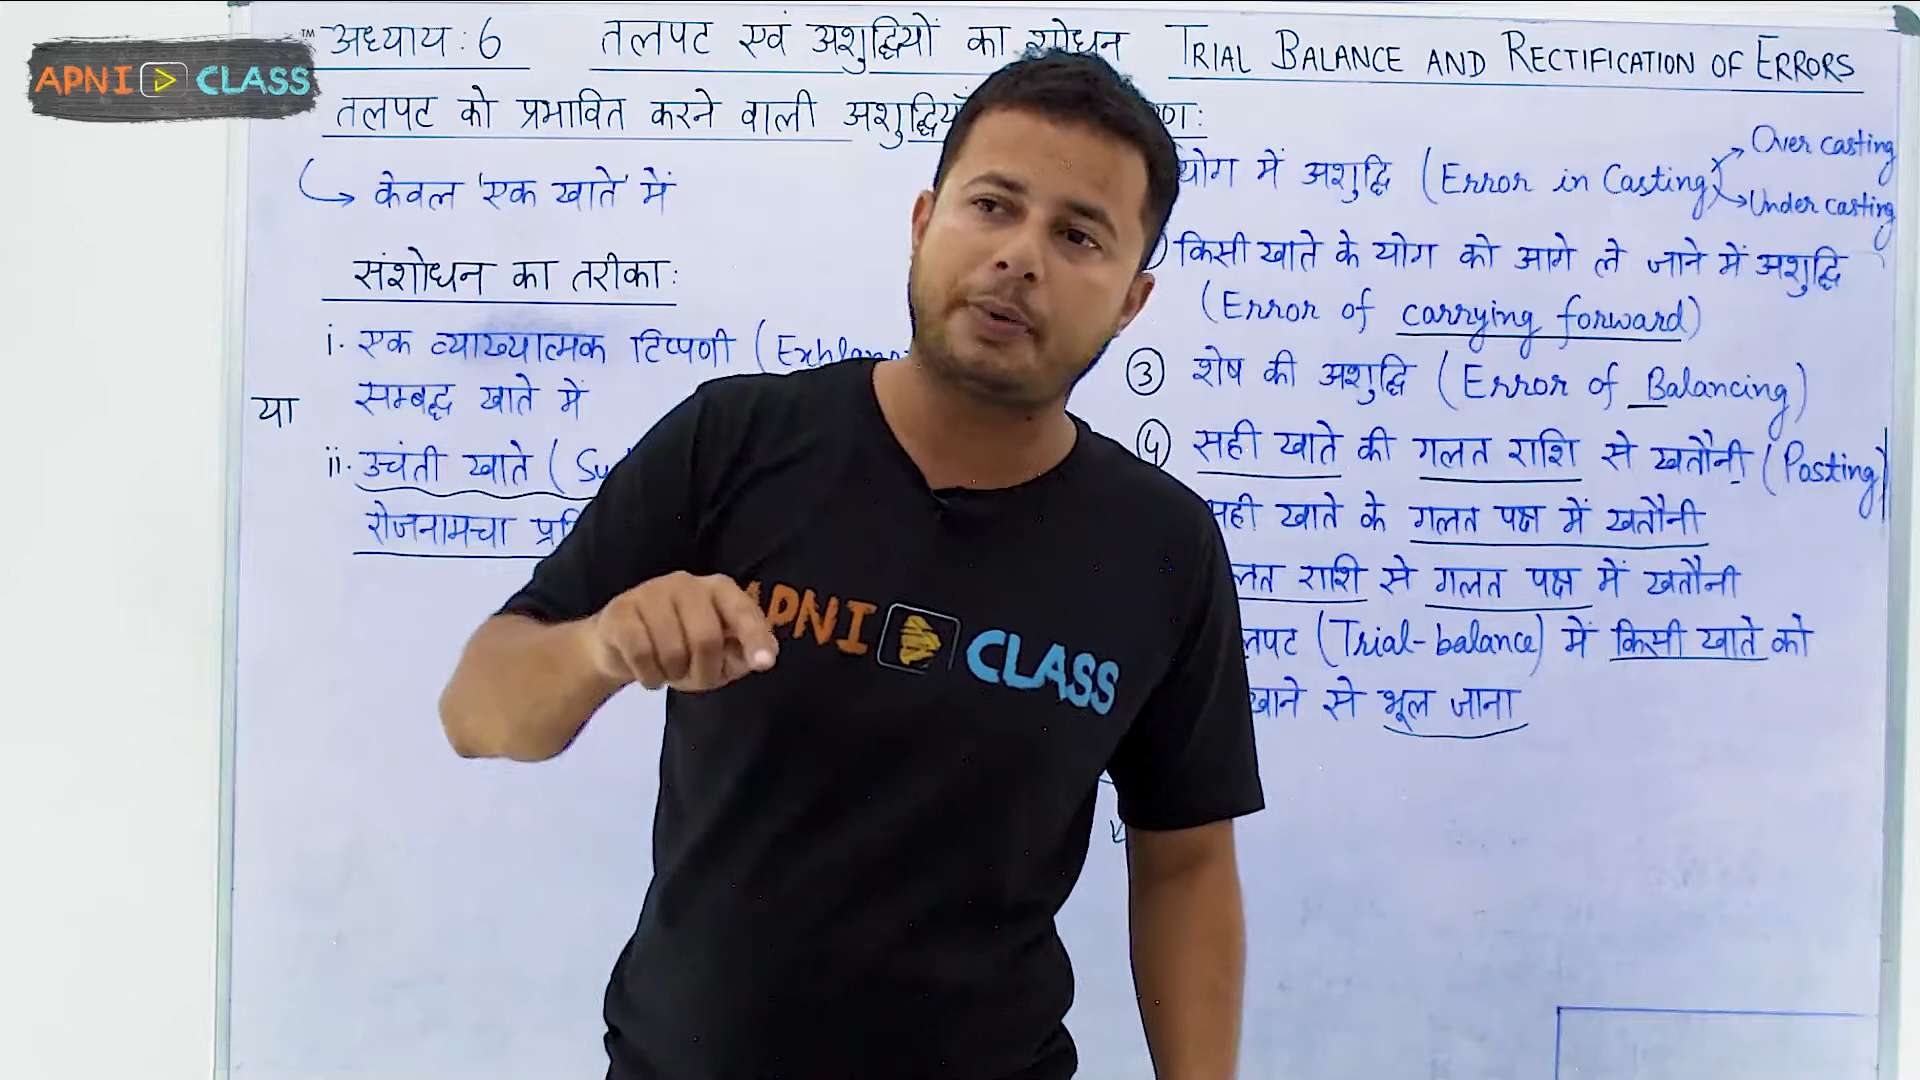 APNI CLASS
TM
अध्याय : 6 तलपट एवं अशुद्धियों का शोधन TRIAL BALANCE AND RECTIFICATION OF ERRORS
तलपट को प्रभावित करने वाली अशुद्धियाँ
केवल 'एक खाते' में
संशोधन का तरीका :
i. एक व्याख्यात्मक टिप्पणी (
सम्बद्ध खाते में
या
ii. उचंती खाते (
रोजनामचा
योग में अशुद्धि (Error in Casting)
Over casting
Under casting
किसी खाते के योग को आगे ले जाने में अशुद्धि
(Error of carrying forward)
③ शेष की अशुद्धि (Error of Balancing)
④ सही खाते की गलत राशि से खतौनी (Posting)
खाते के गलत पक्ष में खतौनी
राशि से गलत पक्ष में खतौनी
(Trial-balance) में किसी खाते को
से भूल जाना
APNI CLASS